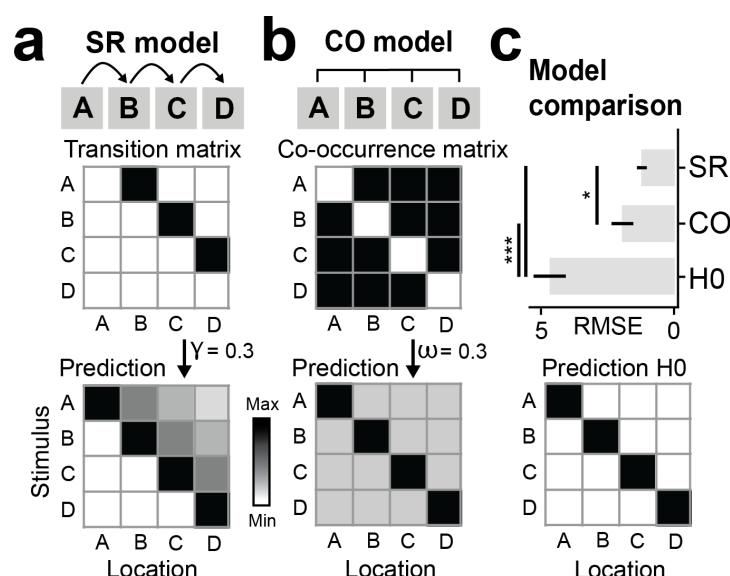 a
SR model
A B C D
Transition matrix
A
B
C
D
A B C D
γ = 0.3
Prediction
Stimulus
A
B
C
D
A B C D
Location
Max
Min
b
CO model
A B C D
Co-occurrence matrix
A
B
C
D
A B C D
ω = 0.3
Prediction
A
B
C
D
A B C D
Location
c
Model
comparison
SR
*
CO
***
H0
5 RMSE 0
Prediction H0
A
B
C
D
A B C D
Location